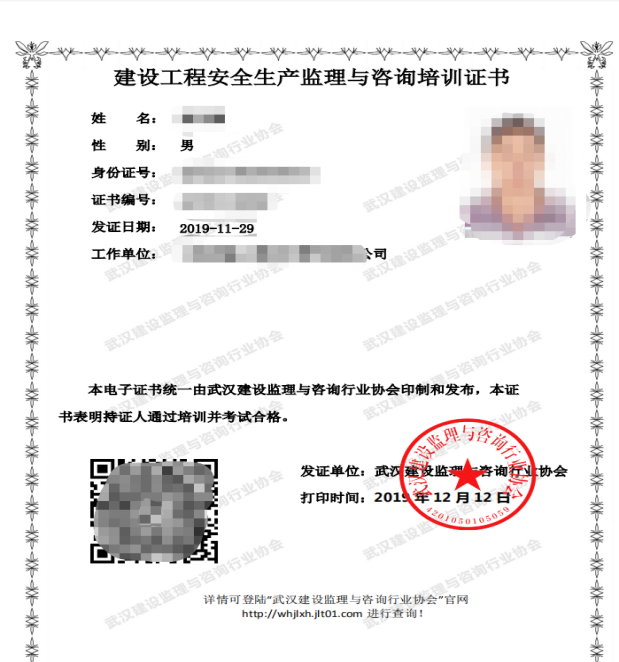 建设工程安全生产监理与咨询培训证书
姓 名：
性 别： 男
身份证号：
证书编号：
发证日期： 2019-11-29
工作单位： 公司
本电子证书统一由武汉建设监理与咨询行业协会印制和发布，本证
书表明持证人通过培训并考试合格。
发证单位：武汉建设监理与咨询行业协会
打印时间：2019 年 12 月 12 日
武汉建设监理与咨询行业协会
4201050105059
详情可登陆“武汉建设监理与咨询行业协会”官网
http://whjlxh.jlt01.com 进行查询！